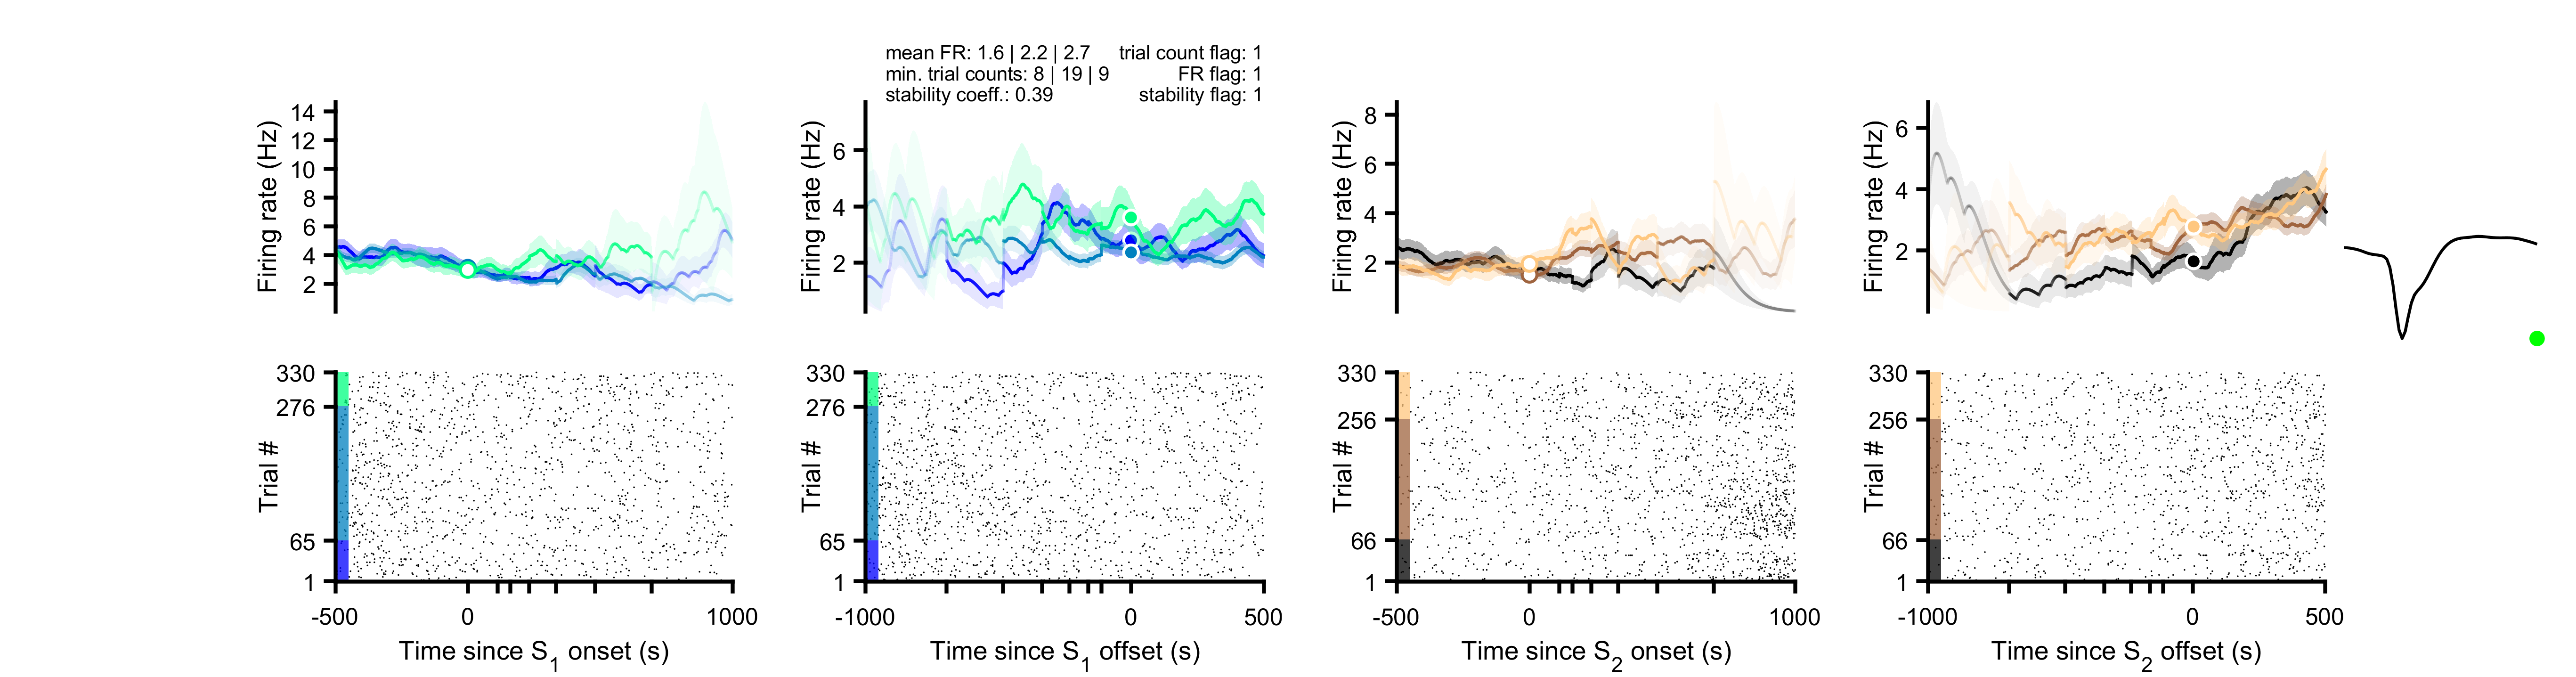 mean FR: 1.6 | 2.2 | 2.7 trial count flag: 1
min. trial counts: 8 | 19 | 9 FR flag: 1
stability coeff.: 0.39 stability flag: 1
Firing rate (Hz)
14
12
10
8
6
4
2
Firing rate (Hz)
6
4
2
Firing rate (Hz)
8
6
4
2
Firing rate (Hz)
6
4
2
Trial #
330
276
65
1
Trial #
330
276
65
1
Trial #
330
256
66
1
Trial #
330
256
66
1
-500 0 1000
Time since S1 onset (s)
-1000 0 500
Time since S1 offset (s)
-500 0 1000
Time since S2 onset (s)
-1000 0 500
Time since S2 offset (s)